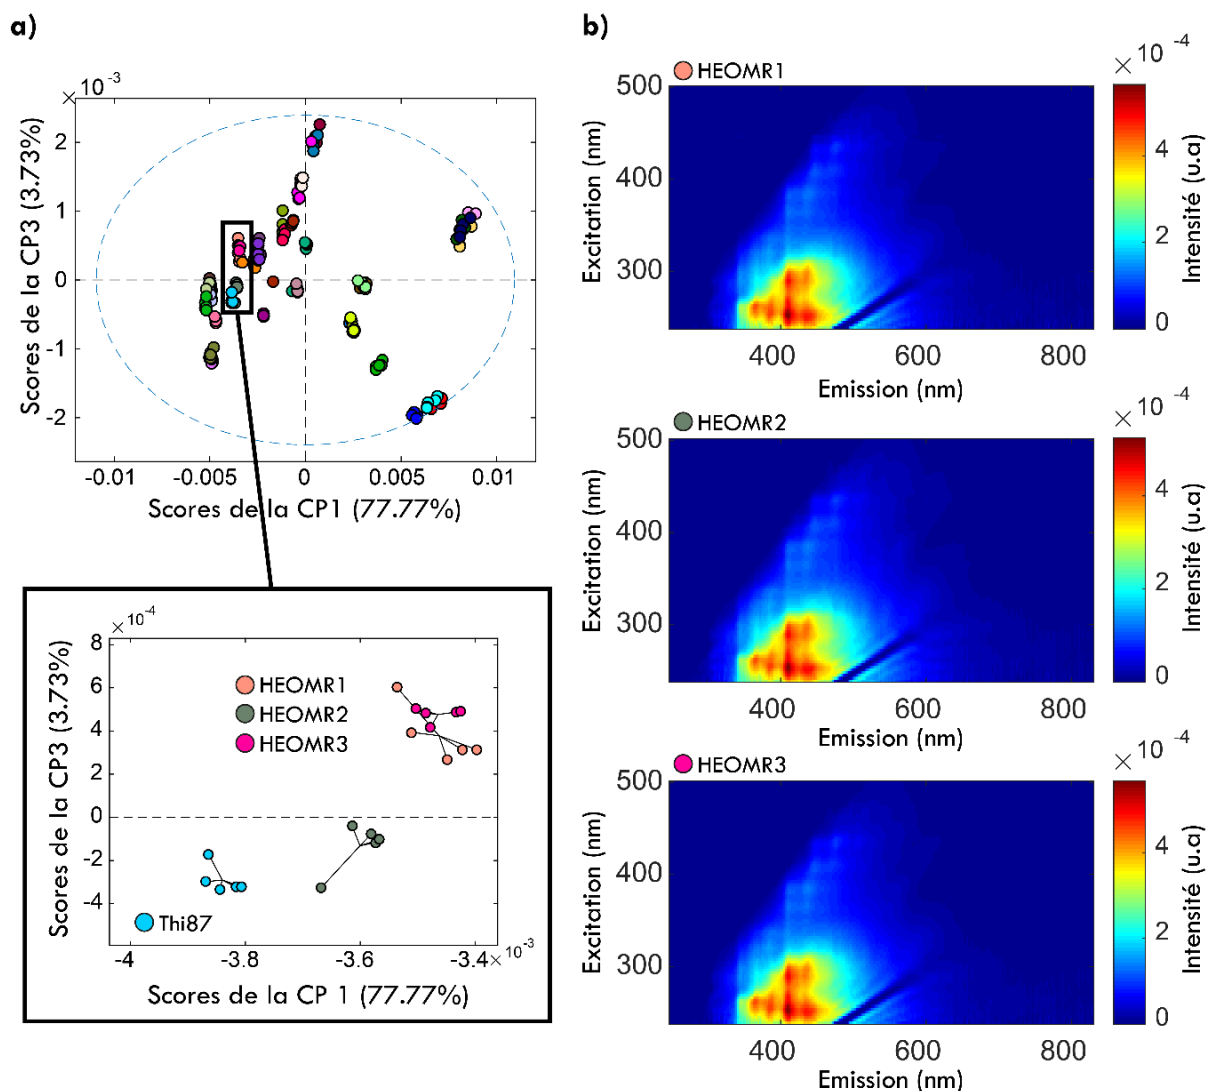 a)
× 10⁻³
Scores de la CP3 (3.73%)
2
1
0
-1
-2
-0.01 -0.005 0 0.005 0.01
Scores de la CP1 (77.77%)
× 10⁻⁴
Scores de la CP3 (3.73%)
8
6
4
2
0
-2
-4
HEOMR1
HEOMR2
HEOMR3
Thi87
-4 -3.8 -3.6 -3.4
× 10⁻³
Scores de la CP 1 (77.77%)
b)
HEOMR1
× 10⁻⁴
Excitation (nm)
500
400
300
400 600 800
Emission (nm)
4
2
0
Intensité (u.a)
HEOMR2
× 10⁻⁴
Excitation (nm)
500
400
300
400 600 800
Emission (nm)
4
2
0
Intensité (u.a)
HEOMR3
× 10⁻⁴
Excitation (nm)
500
400
300
400 600 800
Emission (nm)
4
2
0
Intensité (u.a)